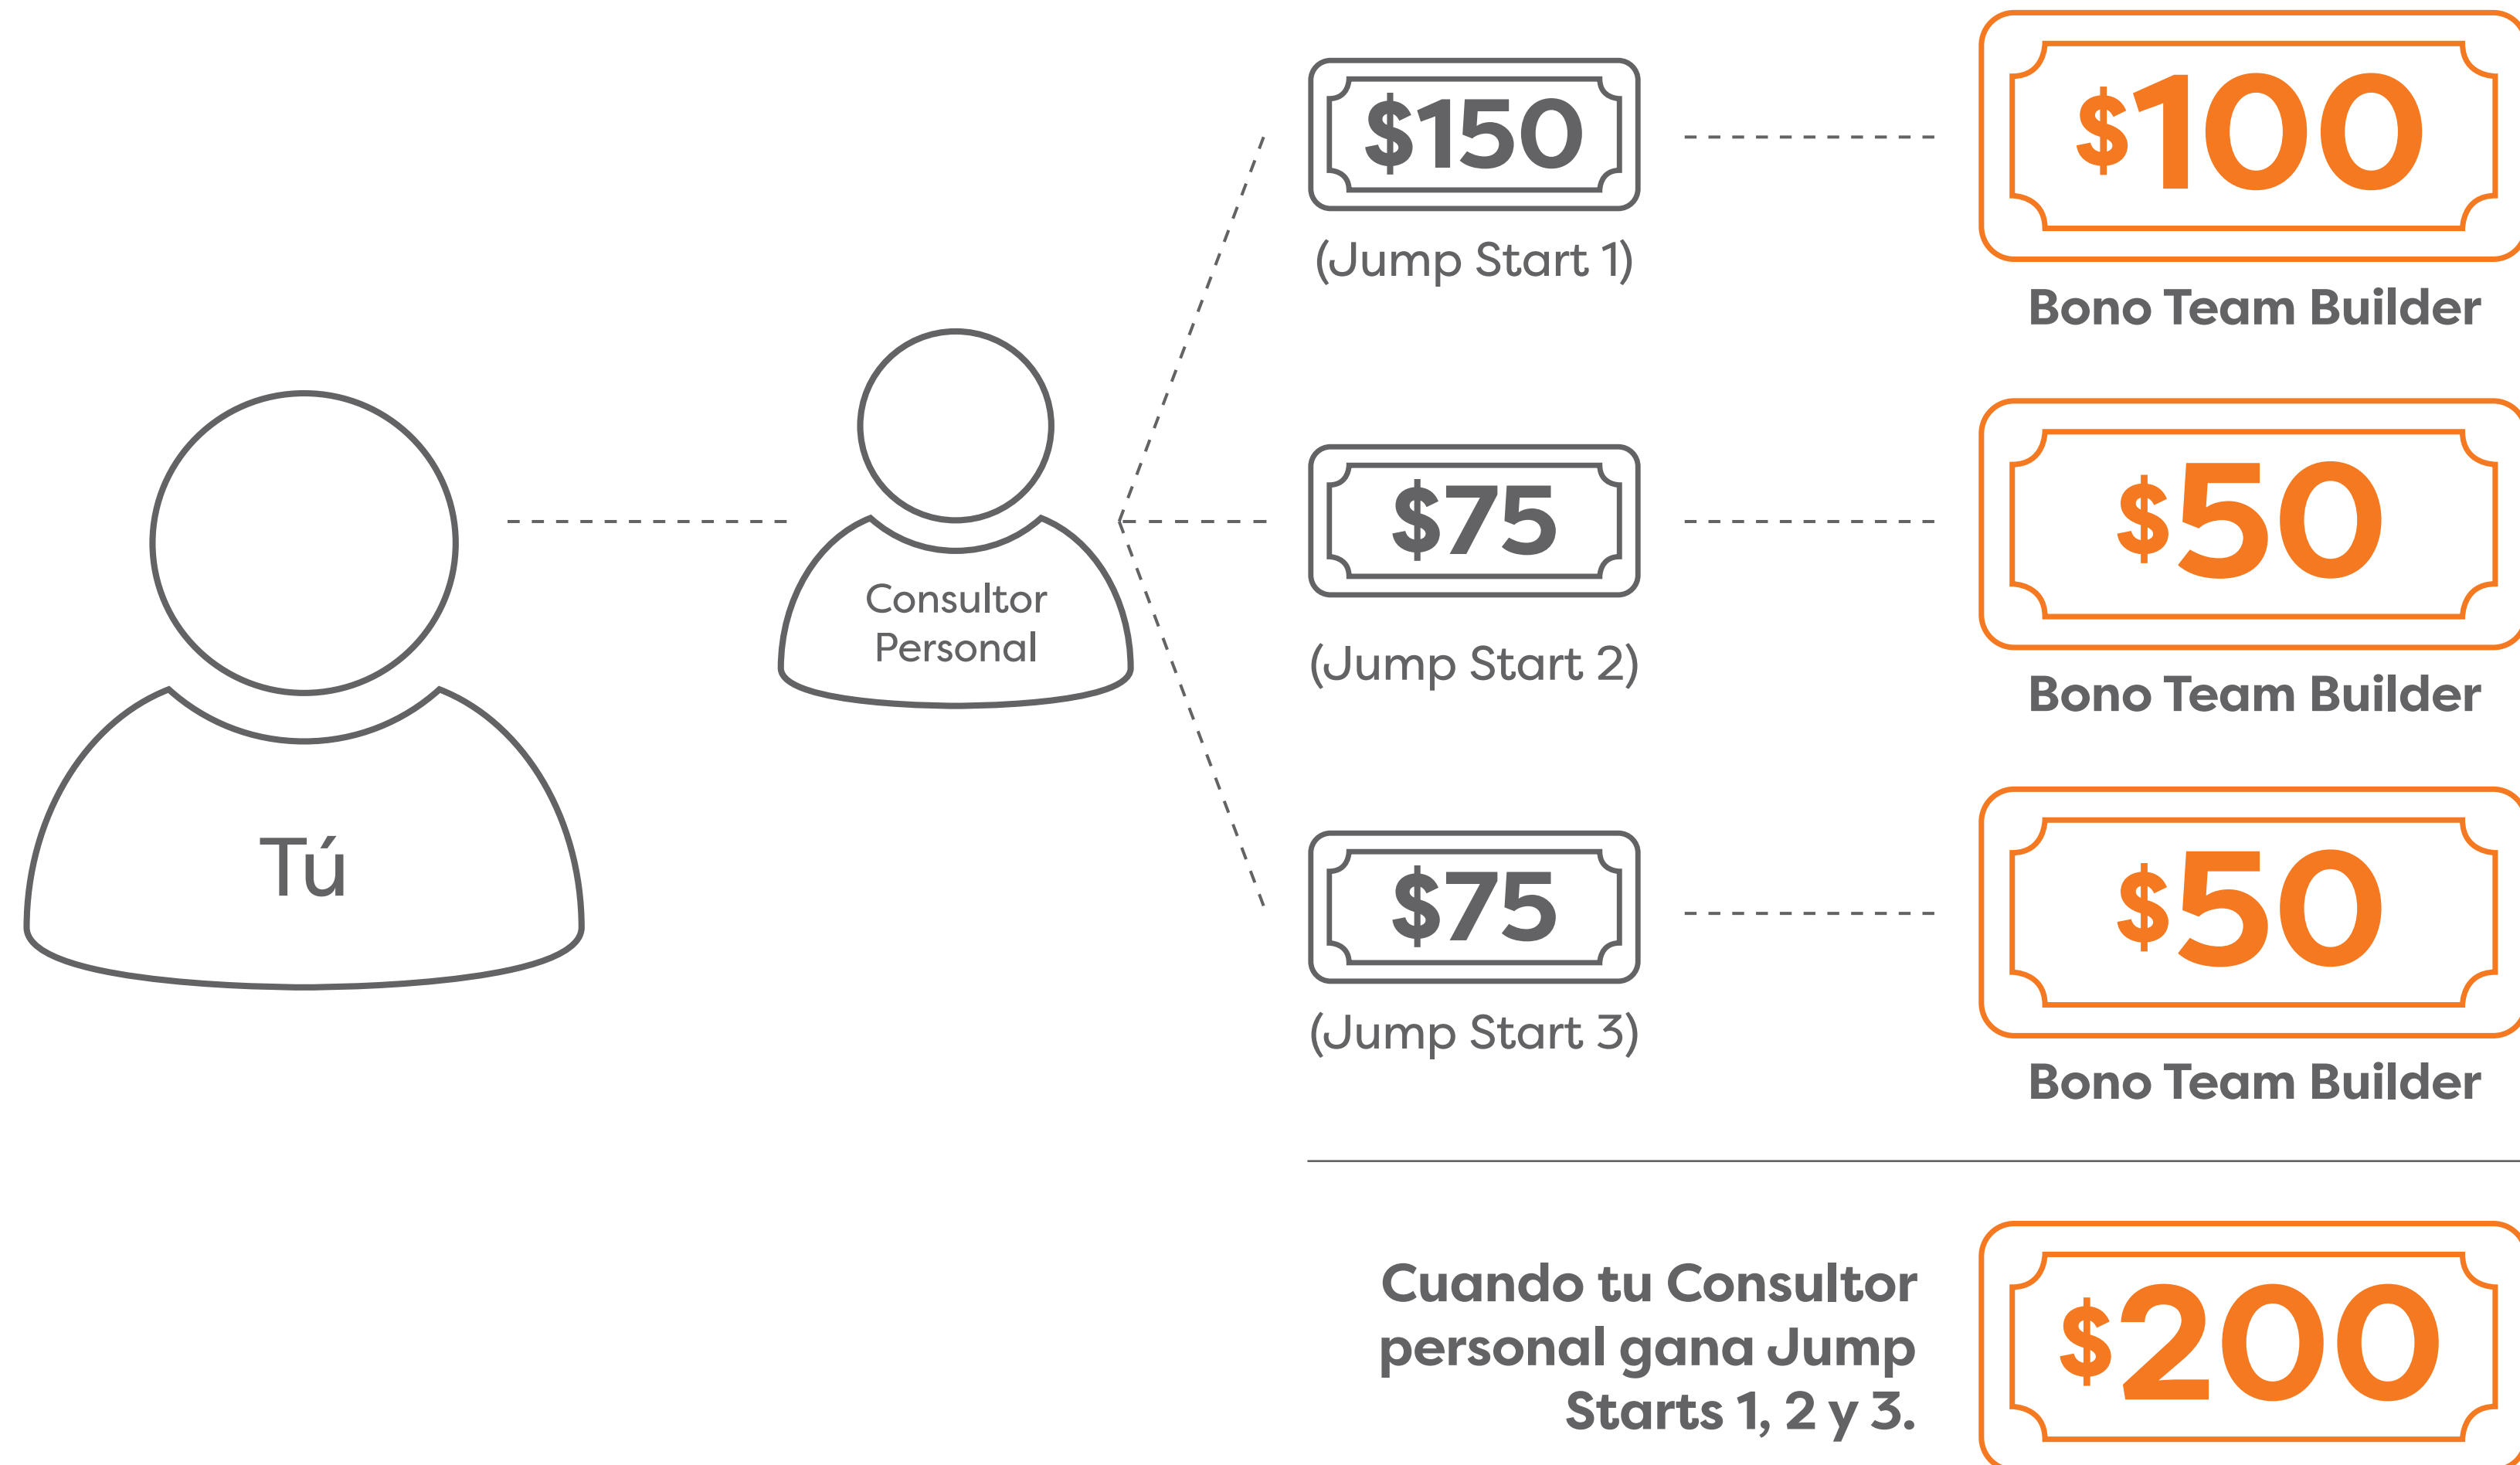 Tú
Consultor
Personal
$150
(Jump Start 1)
$100
Bono Team Builder
$75
(Jump Start 2)
$50
Bono Team Builder
$75
(Jump Start 3)
$50
Bono Team Builder
Cuando tu Consultor
personal gana Jump
Starts 1, 2 y 3.
$200